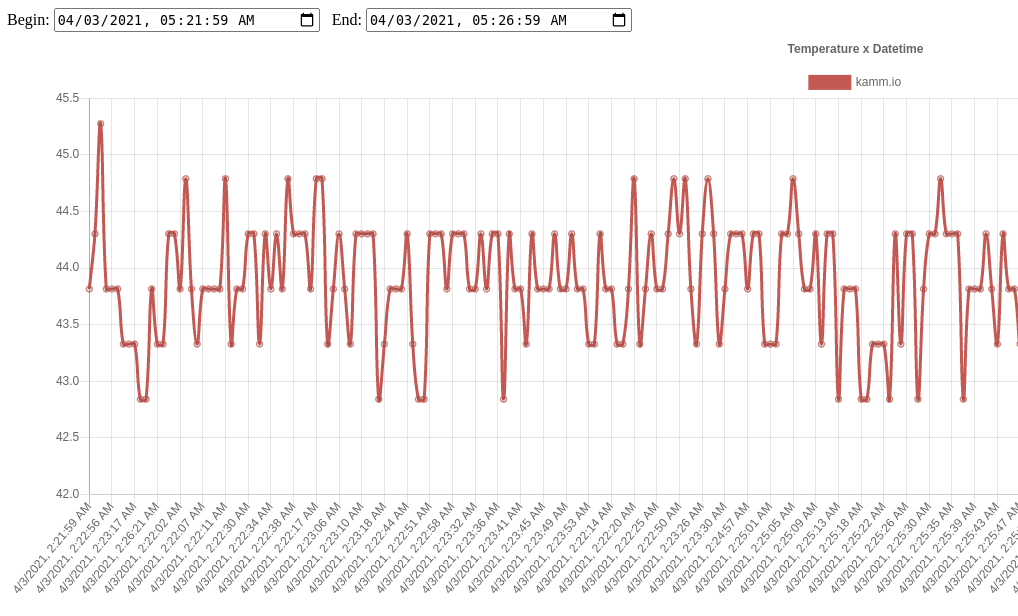 Begin: 04/03/2021, 05:21:59 AM End: 04/03/2021, 05:26:59 AM
Temperature x Datetime
kamm.io
45.5
45.0
44.5
44.0
43.5
43.0
42.5
42.0
4/3/2021, 2:21:59 AM
4/3/2021, 2:22:56 AM
4/3/2021, 2:23:17 AM
4/3/2021, 2:26:21 AM
4/3/2021, 2:22:02 AM
4/3/2021, 2:22:07 AM
4/3/2021, 2:22:11 AM
4/3/2021, 2:22:30 AM
4/3/2021, 2:22:34 AM
4/3/2021, 2:22:38 AM
4/3/2021, 2:22:17 AM
4/3/2021, 2:23:06 AM
4/3/2021, 2:23:10 AM
4/3/2021, 2:23:18 AM
4/3/2021, 2:22:44 AM
4/3/2021, 2:22:51 AM
4/3/2021, 2:22:58 AM
4/3/2021, 2:23:32 AM
4/3/2021, 2:23:36 AM
4/3/2021, 2:23:41 AM
4/3/2021, 2:23:45 AM
4/3/2021, 2:23:49 AM
4/3/2021, 2:23:53 AM
4/3/2021, 2:22:14 AM
4/3/2021, 2:22:20 AM
4/3/2021, 2:22:25 AM
4/3/2021, 2:22:50 AM
4/3/2021, 2:23:26 AM
4/3/2021, 2:23:30 AM
4/3/2021, 2:24:57 AM
4/3/2021, 2:25:01 AM
4/3/2021, 2:25:05 AM
4/3/2021, 2:25:09 AM
4/3/2021, 2:25:13 AM
4/3/2021, 2:25:18 AM
4/3/2021, 2:25:22 AM
4/3/2021, 2:25:26 AM
4/3/2021, 2:25:30 AM
4/3/2021, 2:25:35 AM
4/3/2021, 2:25:39 AM
4/3/2021, 2:25:43 AM
4/3/2021, 2:25:47 AM